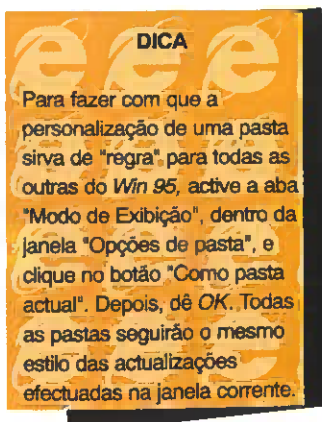 DICA
Para fazer com que a
personalização de uma pasta
sirva de "regra" para todas as
outras do Win 95, active a aba
"Modo de Exibição", dentro da
janela "Opções de pasta", e
clique no botão "Como pasta
actual". Depois, dê OK. Todas
as pastas seguirão o mesmo
estilo das actualizações
efectuadas na janela corrente.